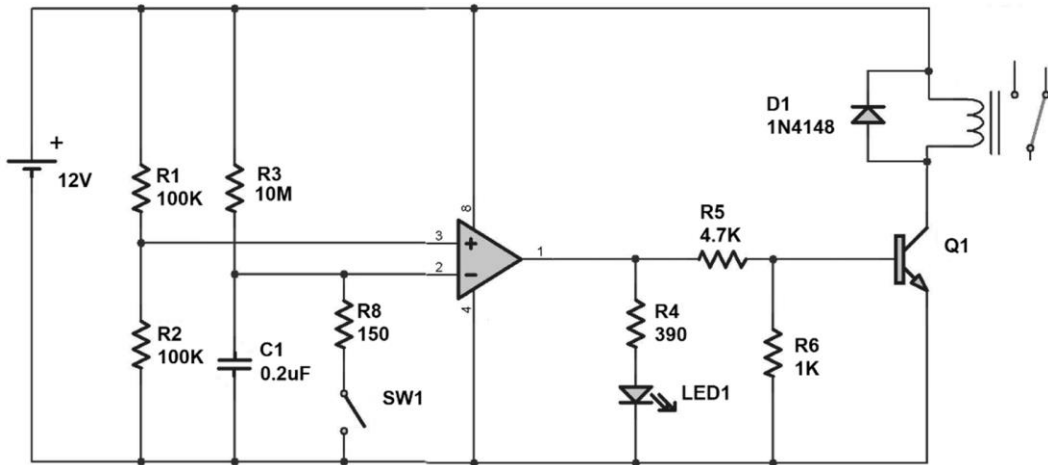 +
12V
R1
100K
R3
10M
R2
100K
C1
0.2uF
R8
150
SW1
3
2
8
4
1
+
−
R4
390
LED1
R5
4.7K
R6
1K
D1
1N4148
Q1